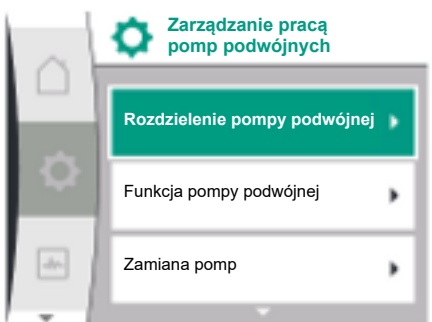 Zarządzanie pracą
pomp podwójnych
Rozdzielenie pompy podwójnej
Funkcja pompy podwójnej
Zamiana pomp